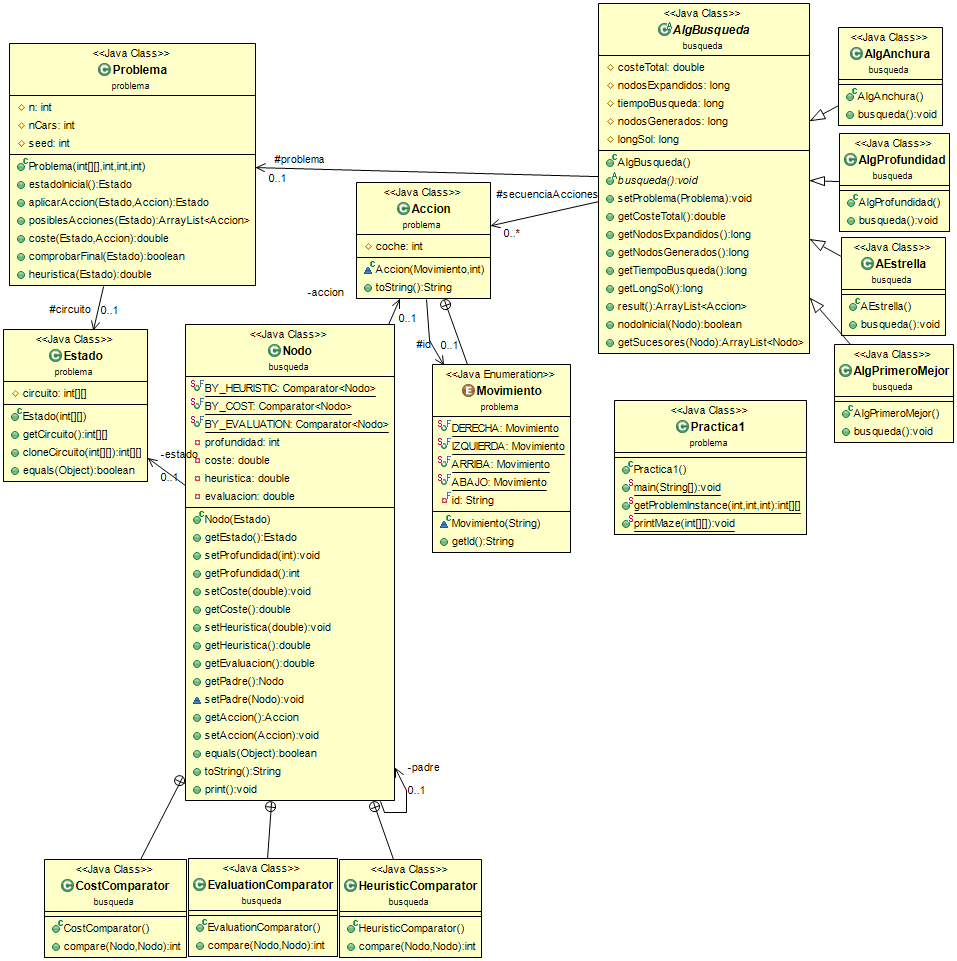 <<Java Class>>
Problema
problema
n: int
nCars: int
seed: int
Problema(int[][],int,int,int)
estadoInicial():Estado
aplicarAccion(Estado,Accion):Estado
posiblesAcciones(Estado):ArrayList<Accion>
coste(Estado,Accion):double
comprobarFinal(Estado):boolean
heuristica(Estado):double
#problema
0..1
#circuito
0..1
<<Java Class>>
Estado
problema
circuito: int[][]
Estado(int[][])
getCircuito():int[][]
cloneCircuito(int[][]):int[][]
equals(Object):boolean
-estado
0..1
<<Java Class>>
Accion
problema
coche: int
Accion(Movimiento,int)
toString():String
#secuenciaAcciones
0..*
-accion
0..1
#id
0..1
<<Java Class>>
AlgBusqueda
busqueda
costeTotal: double
nodosExpandidos: long
tiempoBusqueda: long
nodosGenerados: long
longSol: long
AlgBusqueda()
busqueda():void
setProblema(Problema):void
getCosteTotal():double
getNodosExpandidos():long
getNodosGenerados():long
getTiempoBusqueda():long
getLongSol():long
result():ArrayList<Accion>
nodoInicial(Nodo):boolean
getSucesores(Nodo):ArrayList<Nodo>
<<Java Class>>
AlgAnchura
busqueda
AlgAnchura()
busqueda():void
<<Java Class>>
AlgProfundidad
busqueda
AlgProfundidad()
busqueda():void
<<Java Class>>
AEstrella
busqueda
AEstrella()
busqueda():void
<<Java Class>>
AlgPrimeroMejor
busqueda
AlgPrimeroMejor()
busqueda():void
<<Java Class>>
Nodo
busqueda
BY_HEURISTIC: Comparator<Nodo>
BY_COST: Comparator<Nodo>
BY_EVALUATION: Comparator<Nodo>
profundidad: int
coste: double
heuristica: double
evaluacion: double
Nodo(Estado)
getEstado():Estado
setProfundidad(int):void
getProfundidad():int
setCoste(double):void
getCoste():double
setHeuristica(double):void
getHeuristica():double
getEvaluacion():double
getPadre():Nodo
setPadre(Nodo):void
getAccion():Accion
setAccion(Accion):void
equals(Object):boolean
toString():String
print():void
-padre
0..1
<<Java Enumeration>>
Movimiento
problema
DERECHA: Movimiento
IZQUIERDA: Movimiento
ARRIBA: Movimiento
ABAJO: Movimiento
id: String
Movimiento(String)
getId():String
<<Java Class>>
Practica1
problema
Practica1()
main(String[]):void
getProblemInstance(int,int,int):int[][]
printMaze(int[][]):void
<<Java Class>>
CostComparator
busqueda
CostComparator()
compare(Nodo,Nodo):int
<<Java Class>>
EvaluationComparator
busqueda
EvaluationComparator()
compare(Nodo,Nodo):int
<<Java Class>>
HeuristicComparator
busqueda
HeuristicComparator()
compare(Nodo,Nodo):int